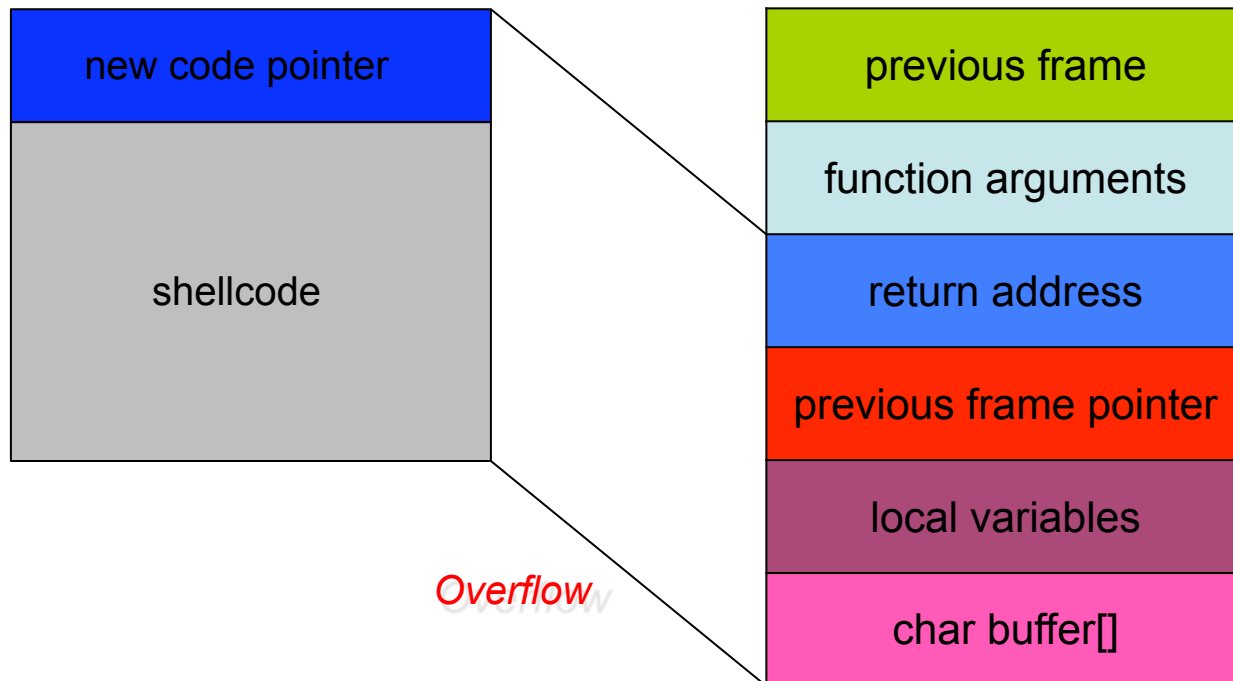 new code pointer
shellcode
Overflow
previous frame
function arguments
return address
previous frame pointer
local variables
char buffer[]